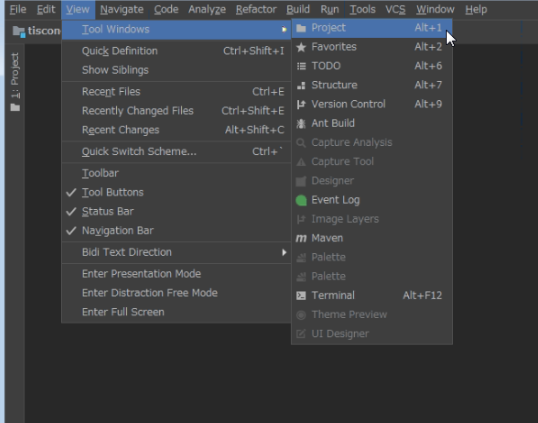 File Edit View Navigate Code Analyze Refactor Build Run Tools VCS Window Help
tiscon
1: Project
Tool Windows
Quick Definition Ctrl+Shift+I
Show Siblings
Recent Files Ctrl+E
Recently Changed Files Ctrl+Shift+E
Recent Changes Alt+Shift+C
Quick Switch Scheme... Ctrl+`
Toolbar
Tool Buttons
Status Bar
Navigation Bar
Bidi Text Direction
Enter Presentation Mode
Enter Distraction Free Mode
Enter Full Screen
Project Alt+1
Favorites Alt+2
TODO Alt+6
Structure Alt+7
Version Control Alt+9
Ant Build
Capture Analysis
Capture Tool
Designer
Event Log
Image Layers
Maven
Palette
Palette
Terminal Alt+F12
Theme Preview
UI Designer